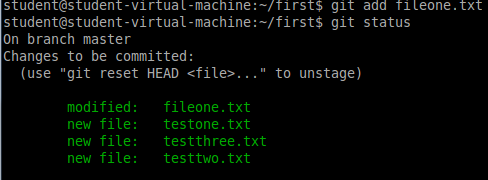 student@student-virtual-machine:~/first$ git add fileone.txt
student@student-virtual-machine:~/first$ git status
On branch master
Changes to be committed:
  (use "git reset HEAD <file>..." to unstage)

        modified:   fileone.txt
        new file:   testone.txt
        new file:   testthree.txt
        new file:   testtwo.txt